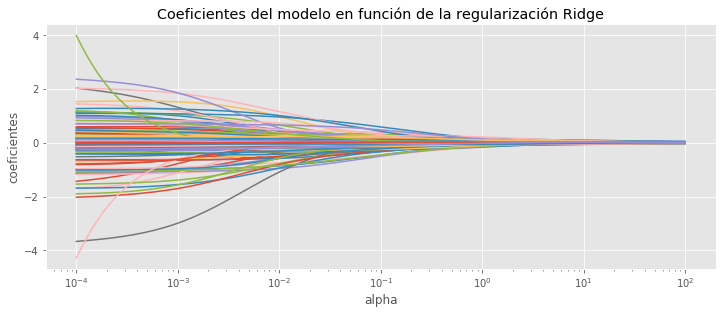 Coeficientes del modelo en función de la regularización Ridge
coeficientes
4
2
0
−2
−4
10⁻⁴ 10⁻³ 10⁻² 10⁻¹ 10⁰ 10¹ 10²
alpha